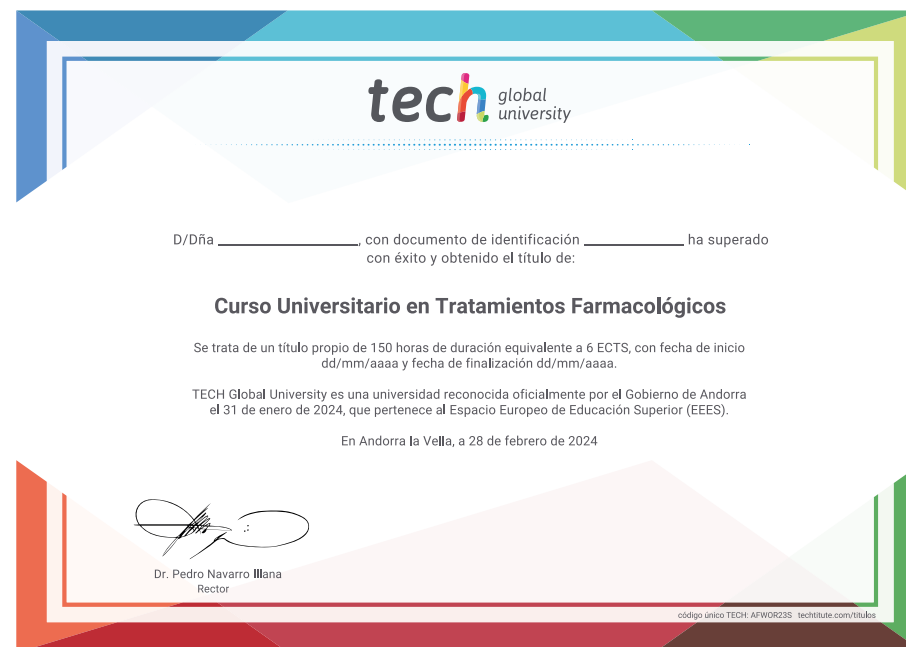 tech global university
D/Dña ____________, con documento de identificación ____________ ha superado
con éxito y obtenido el título de:
Curso Universitario en Tratamientos Farmacológicos
Se trata de un título propio de 150 horas de duración equivalente a 6 ECTS, con fecha de inicio
dd/mm/aaaa y fecha de finalización dd/mm/aaaa.
TECH Global University es una universidad reconocida oficialmente por el Gobierno de Andorra
el 31 de enero de 2024, que pertenece al Espacio Europeo de Educación Superior (EEES).
En Andorra la Vella, a 28 de febrero de 2024
Dr. Pedro Navarro Illana
Rector
código único TECH: AFWOR23S techtitute.com/titulos